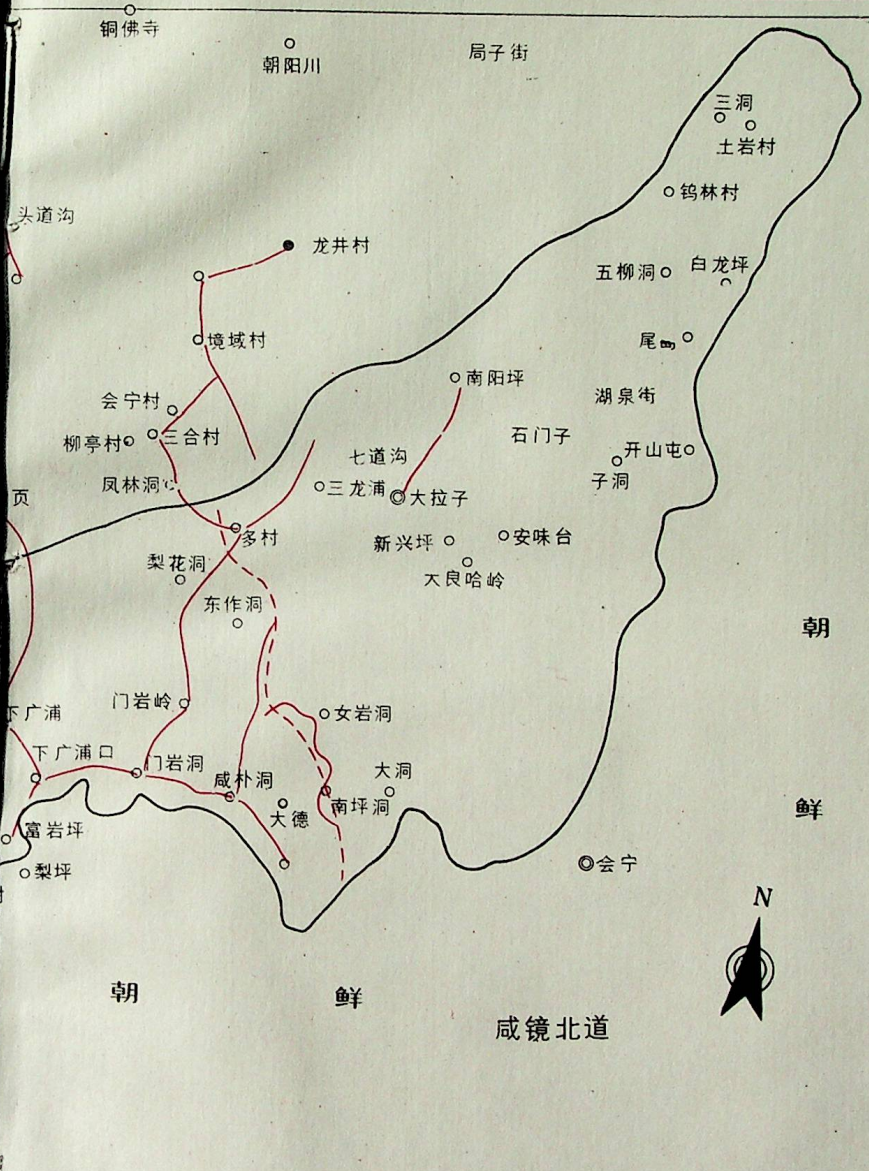 铜佛寺
朝阳川
局子街
三洞
土岩村
钨林村
头道沟
龙井村
五柳洞
白龙坪
境域村
尾
南阳坪
湖泉街
会宁村
柳亭村
三合村
石门子
七道沟
开山屯
子洞
凤林洞
页
三龙浦
大拉子
多村
新兴坪
安味台
梨花洞
大良哈岭
东作洞
朝
鲜
门岩岭
下广浦
女岩洞
下广浦口
门岩洞
咸朴洞
大洞
南坪洞
大德
富岩坪
梨坪
会宁
N
朝
鲜
咸镜北道